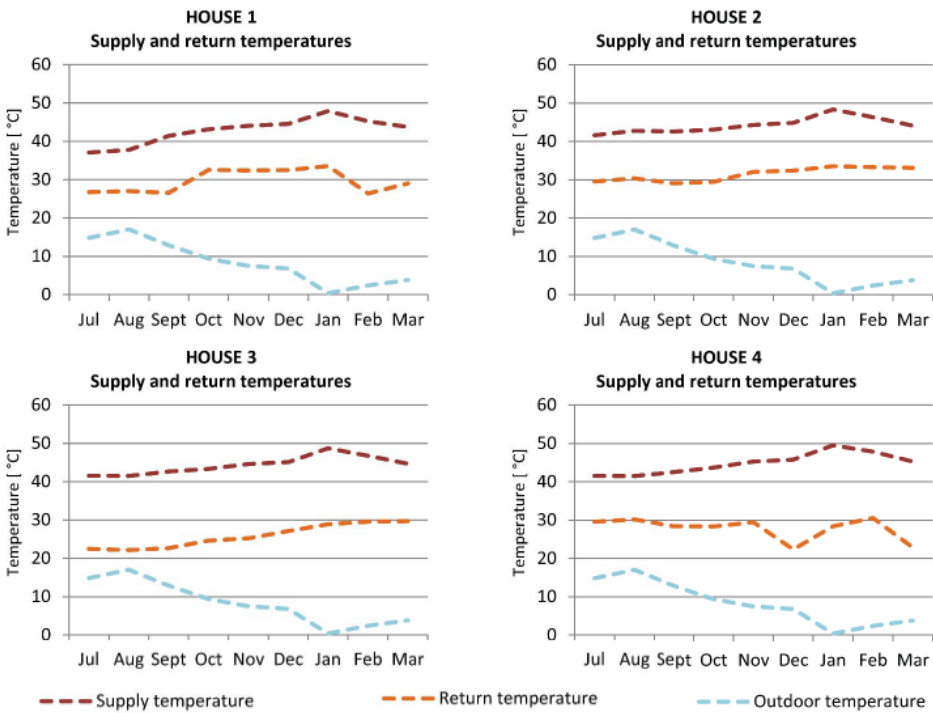 HOUSE 1
Supply and return temperatures
Temperature [ °C]
60
50
40
30
20
10
0
Jul Aug Sept Oct Nov Dec Jan Feb Mar
HOUSE 2
Supply and return temperatures
Temperature [ °C]
60
50
40
30
20
10
0
Jul Aug Sept Oct Nov Dec Jan Feb Mar
HOUSE 3
Supply and return temperatures
Temperature [ °C]
60
50
40
30
20
10
0
Jul Aug Sept Oct Nov Dec Jan Feb Mar
HOUSE 4
Supply and return temperatures
Temperature [ °C]
60
50
40
30
20
10
0
Jul Aug Sept Oct Nov Dec Jan Feb Mar
Supply temperature Return temperature Outdoor temperature